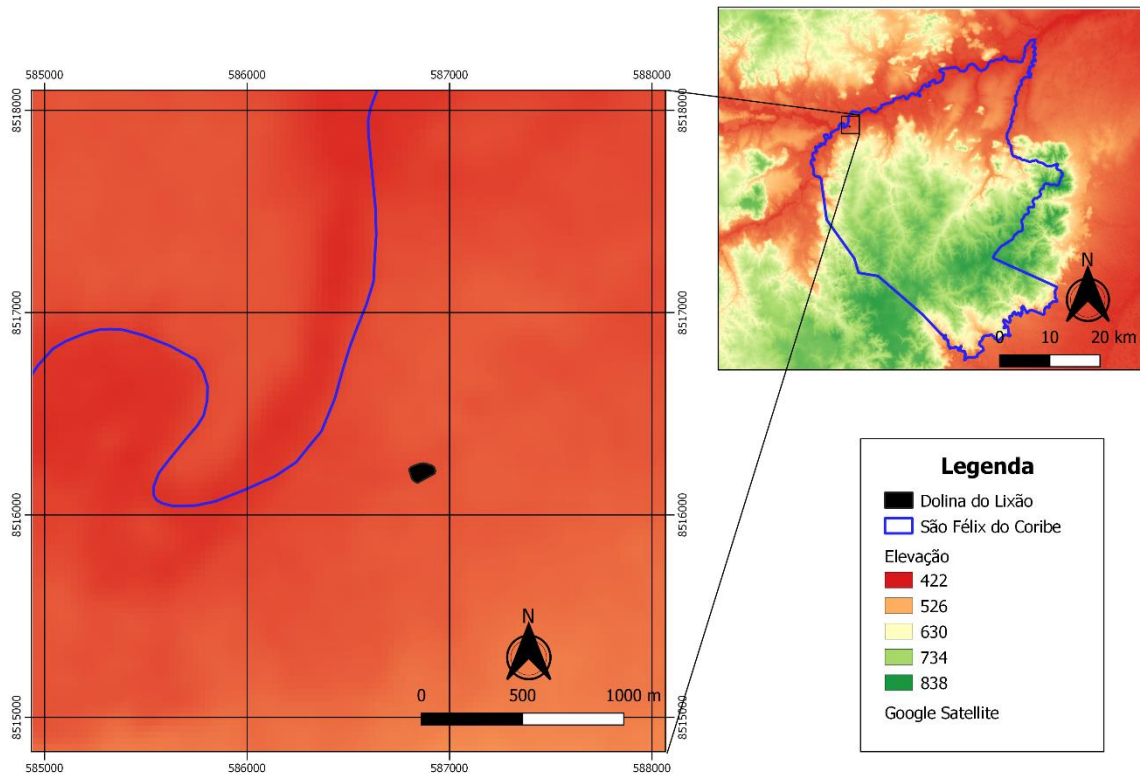 585000 586000 587000 588000
8518000 8518000
8517000 8517000
8516000 8516000
8515000 8515000
N
0 500 1000 m
585000 586000 587000 588000
N
0 10 20 km
Legenda
Dolina do Lixão
São Félix do Coribe
Elevação
422
526
630
734
838
Google Satellite